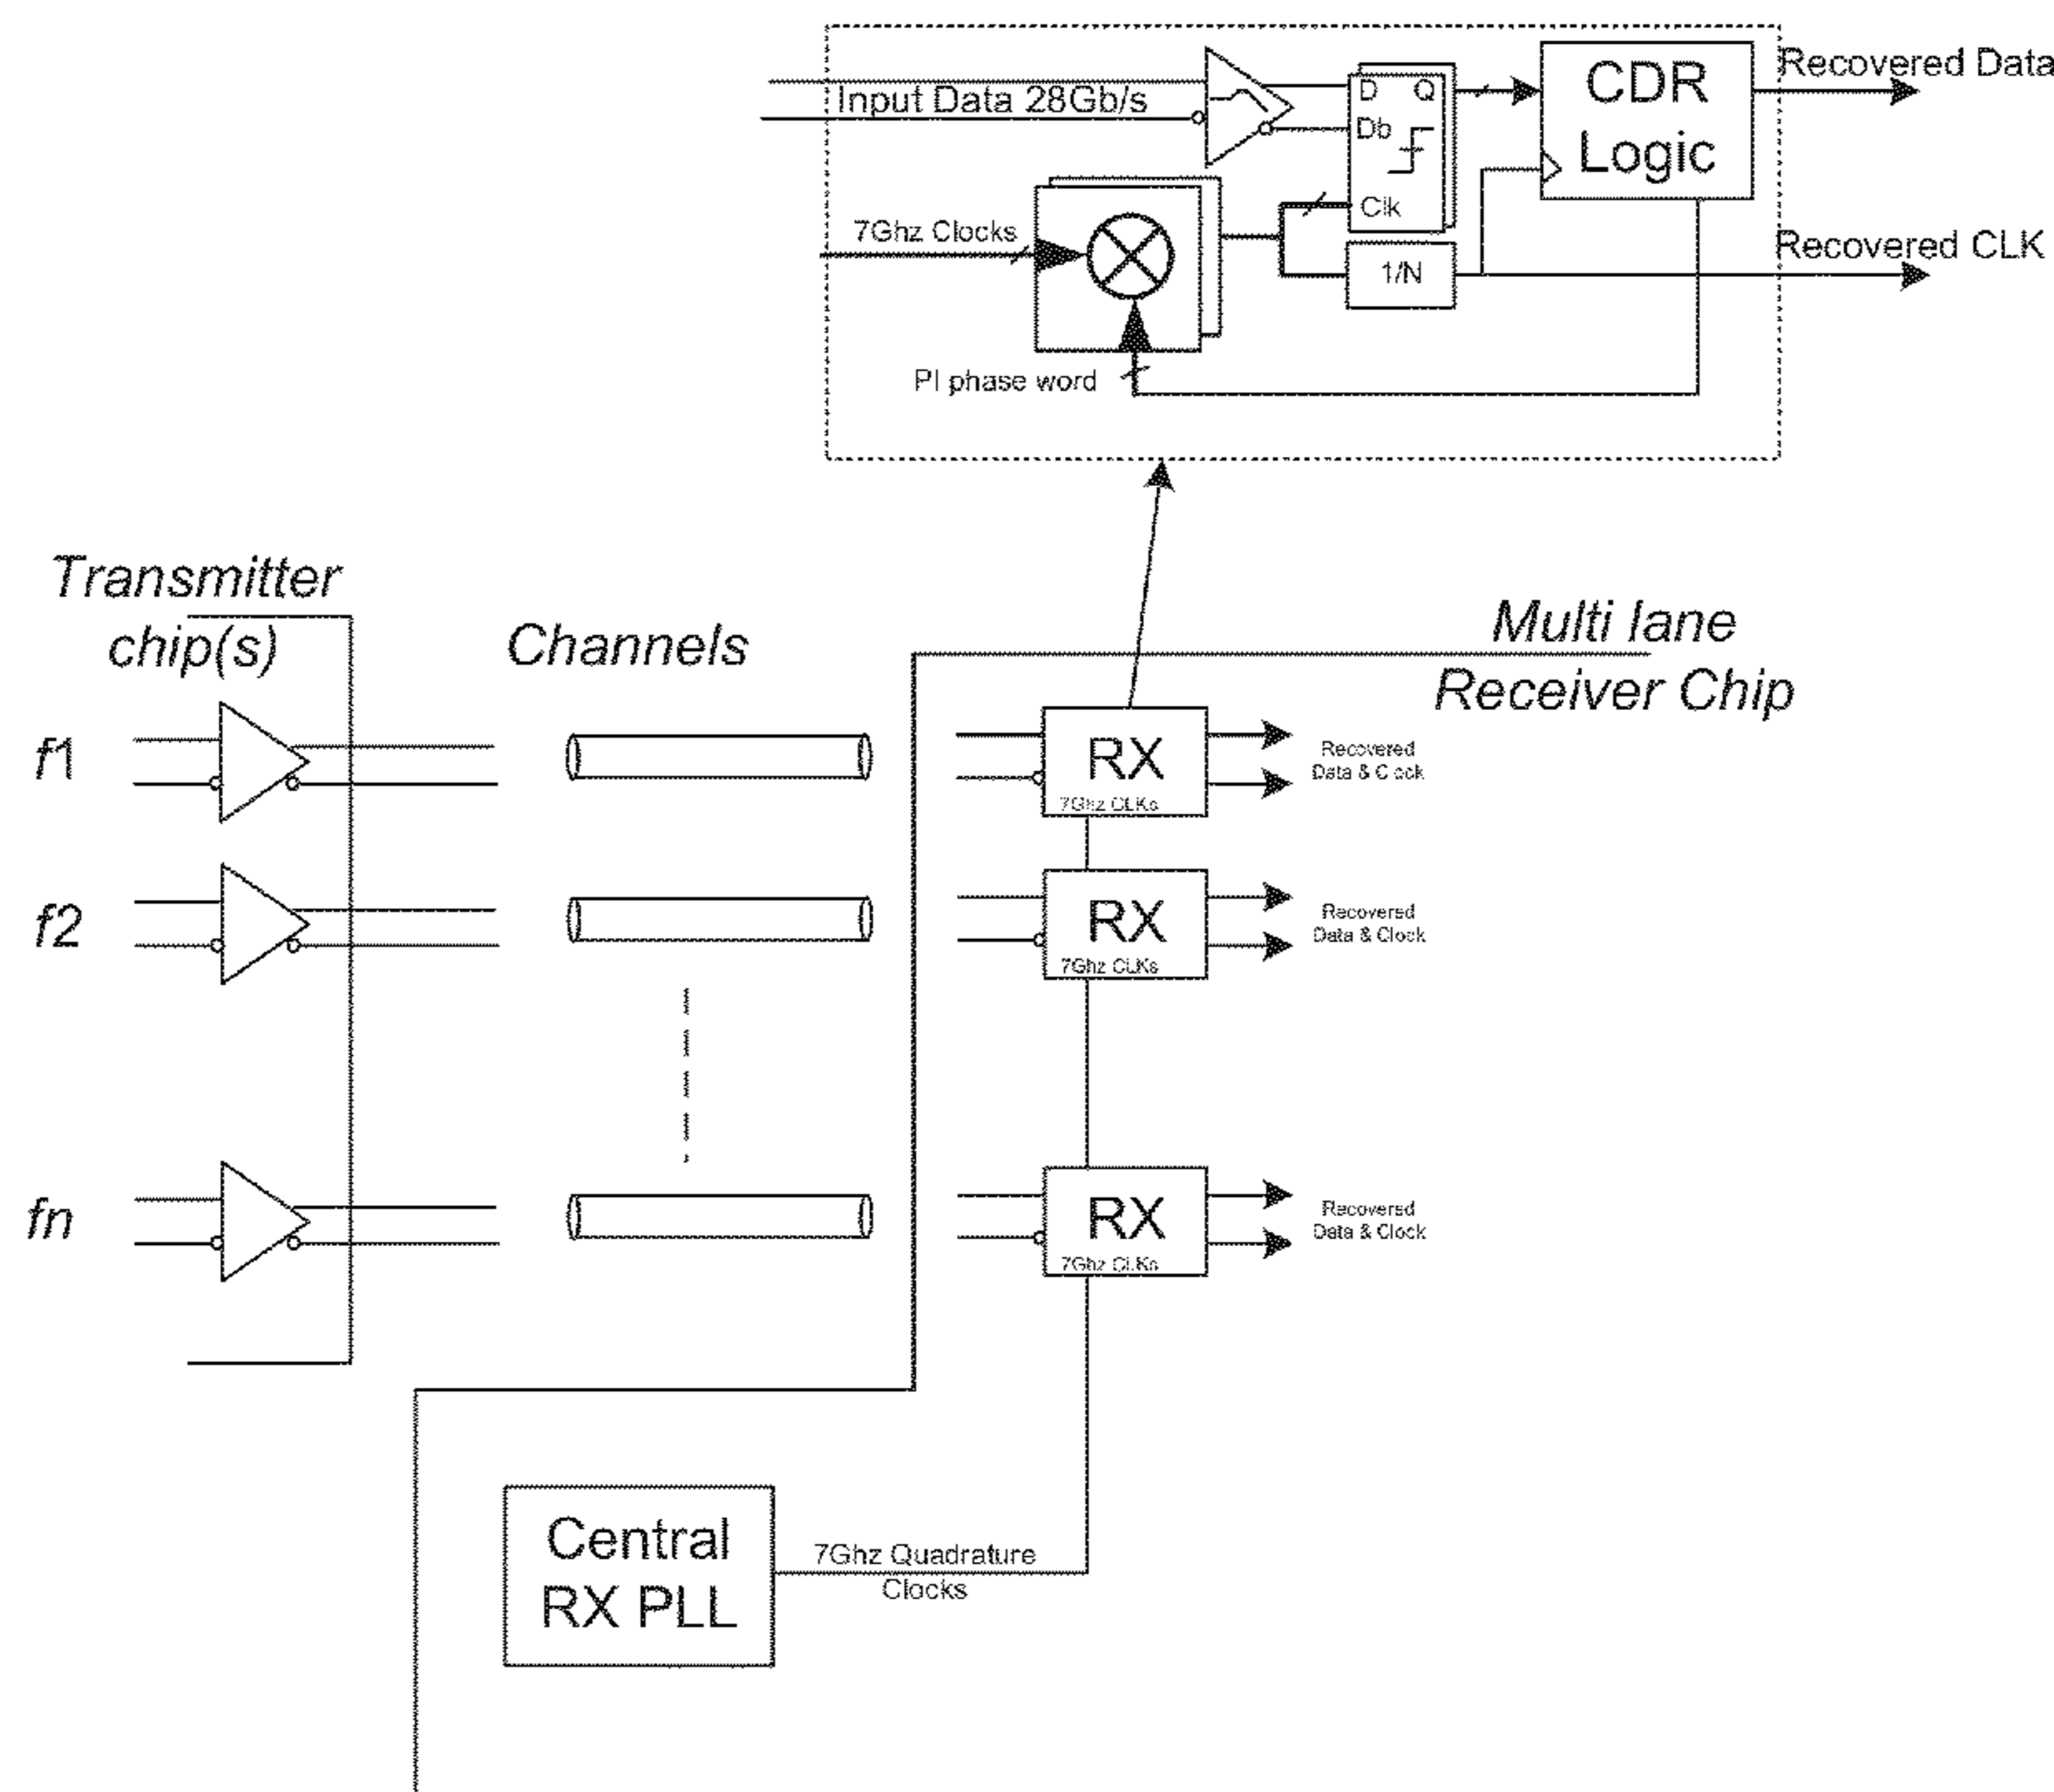 Recovered Data
Input Data 28Gb/s
D Q
Db
Clk
CDR
Logic
7Ghz Clocks
1/N
Recovered CLK
PI phase word
Transmitter
chip(s)
Channels
Multi lane
Receiver Chip
f1
RX
7Ghz CLKs
Recovered
Data & Clock
f2
RX
7Ghz CLKs
Recovered
Data & Clock
fn
RX
7Ghz CLKs
Recovered
Data & Clock
Central
RX PLL
7Ghz Quadrature
Clocks